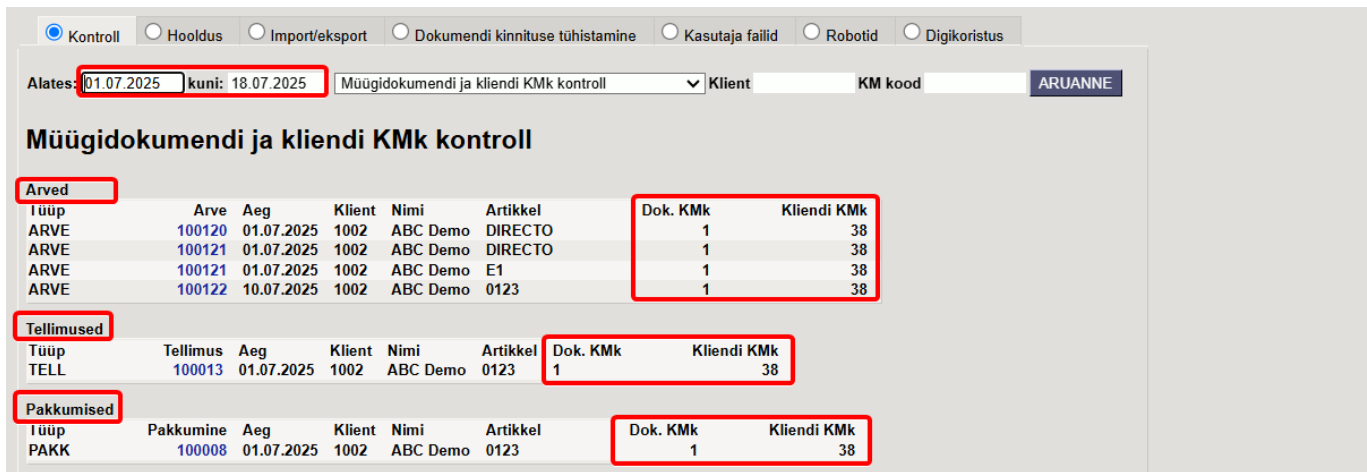 Kontroll Hooldus Import/eksport Dokumendi kinnituse tühistamine Kasutaja failid Robotid Digikoristus
Alates: 01.07.2025 kuni: 18.07.2025 Müügidokumendi ja kliendi KMk kontroll Klient KM kood ARUANNE
Müügidokumendi ja kliendi KMk kontroll
Arved
Tüüp Arve Aeg Klient Nimi Artikkel Dok. KMk Kliendi KMk
ARVE 100120 01.07.2025 1002 ABC Demo DIRECTO 1 38
ARVE 100121 01.07.2025 1002 ABC Demo DIRECTO 1 38
ARVE 100121 01.07.2025 1002 ABC Demo E1 1 38
ARVE 100122 10.07.2025 1002 ABC Demo 0123 1 38
Tellimused
Tüüp Tellimus Aeg Klient Nimi Artikkel Dok. KMk Kliendi KMk
TELL 100013 01.07.2025 1002 ABC Demo 0123 1 38
Pakkumised
Tüüp Pakkumine Aeg Klient Nimi Artikkel Dok. KMk Kliendi KMk
PAKK 100008 01.07.2025 1002 ABC Demo 0123 1 38